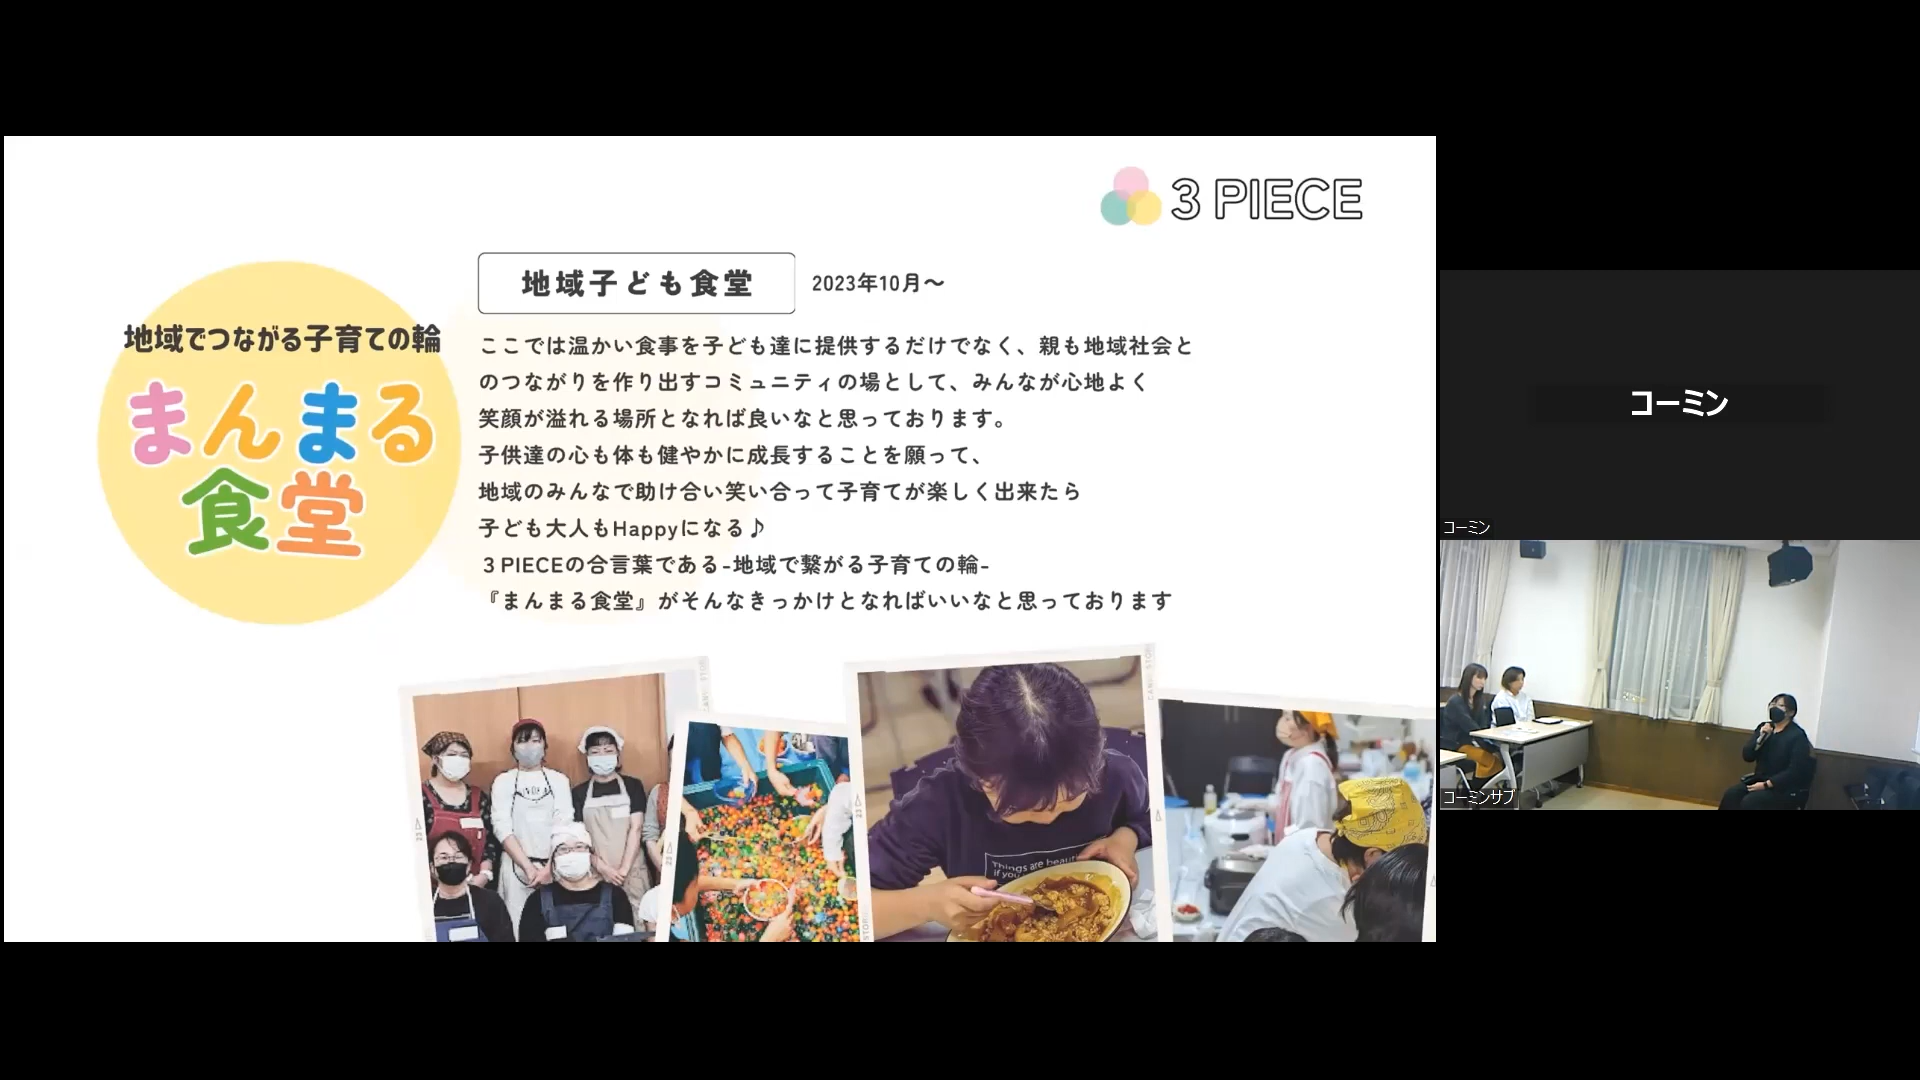 3 PIECE
地域子ども食堂
2023年10月〜
地域でつながる子育ての輪
まんまる
食堂
ここでは温かい食事を子ども達に提供するだけでなく、親も地域社会と
のつながりを作り出すコミュニティの場として、みんなが心地よく
笑顔が溢れる場所となれば良いなと思っております。
子供達の心も体も健やかに成長することを願って、
地域のみんなで助け合い笑い合って子育てが楽しく出来たら
子ども大人もHappyになる♪
３PIECEの合言葉である-地域で繋がる子育ての輪-
『まんまる食堂』がそんなきっかけとなればいいなと思っております
Things are beauti
if you
コーミン
コーミン
コーミンサブ